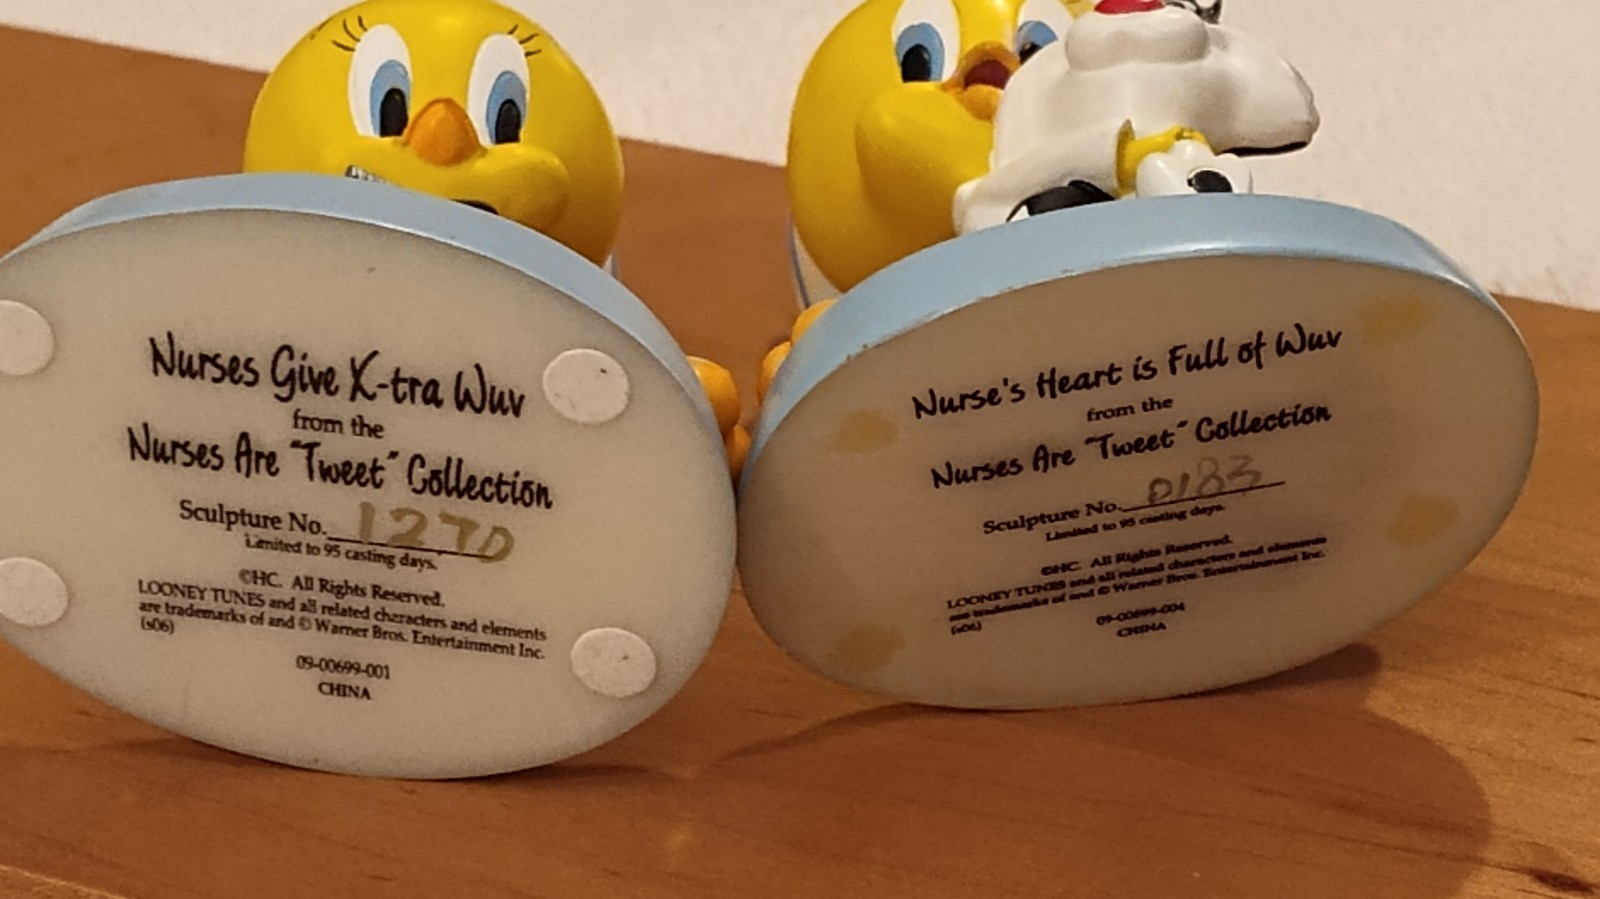 Nurses Give X-tra Wuv
from the
Nurses Are "Tweet" Collection
Sculpture No. 1270
Limited to 95 casting days.
©HC. All Rights Reserved.
LOONEY TUNES and all related characters and elements
are trademarks of and © Warner Bros. Entertainment Inc.
(s06)
09-00699-001
CHINA
Nurse's Heart is Full of Wuv
from the
Nurses Are "Tweet" Collection
Sculpture No. 0183
Limited to 95 casting days.
©HC. All Rights Reserved.
LOONEY TUNES and all related characters and elements
are trademarks of and © Warner Bros. Entertainment Inc.
(s06)
09-00699-004
CHINA